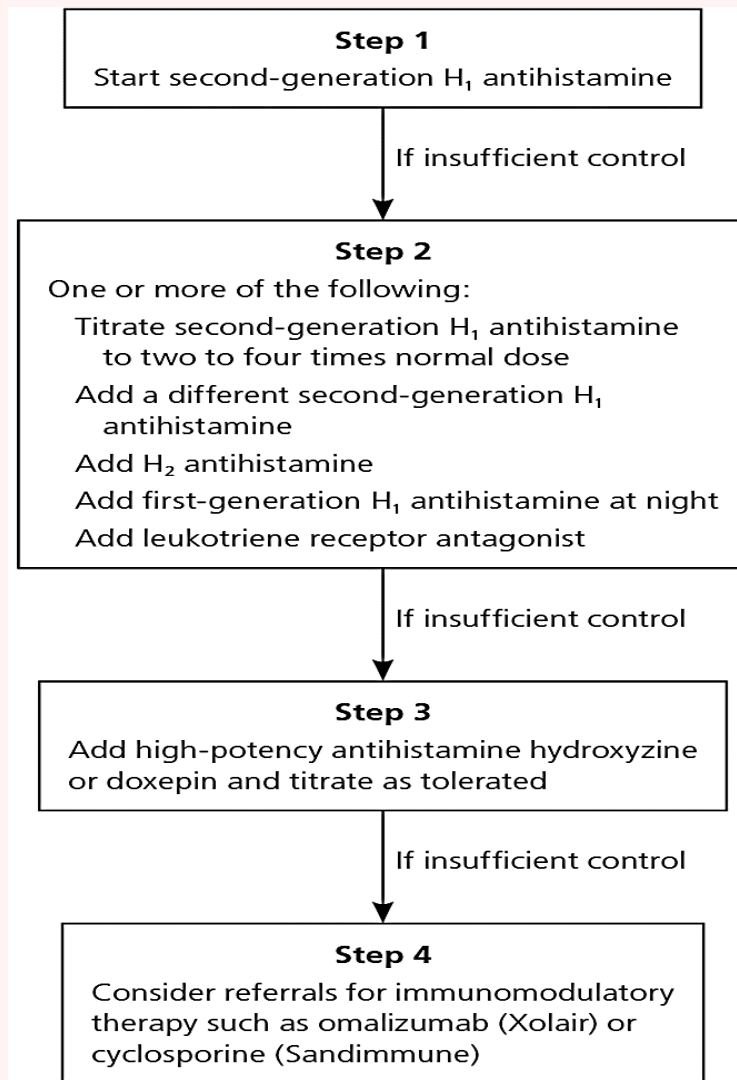 Step 1
Start second-generation H₁ antihistamine
If insufficient control
Step 2
One or more of the following:
Titrate second-generation H₁ antihistamine
to two to four times normal dose
Add a different second-generation H₁
antihistamine
Add H₂ antihistamine
Add first-generation H₁ antihistamine at night
Add leukotriene receptor antagonist
If insufficient control
Step 3
Add high-potency antihistamine hydroxyzine
or doxepin and titrate as tolerated
If insufficient control
Step 4
Consider referrals for immunomodulatory
therapy such as omalizumab (Xolair) or
cyclosporine (Sandimmune)